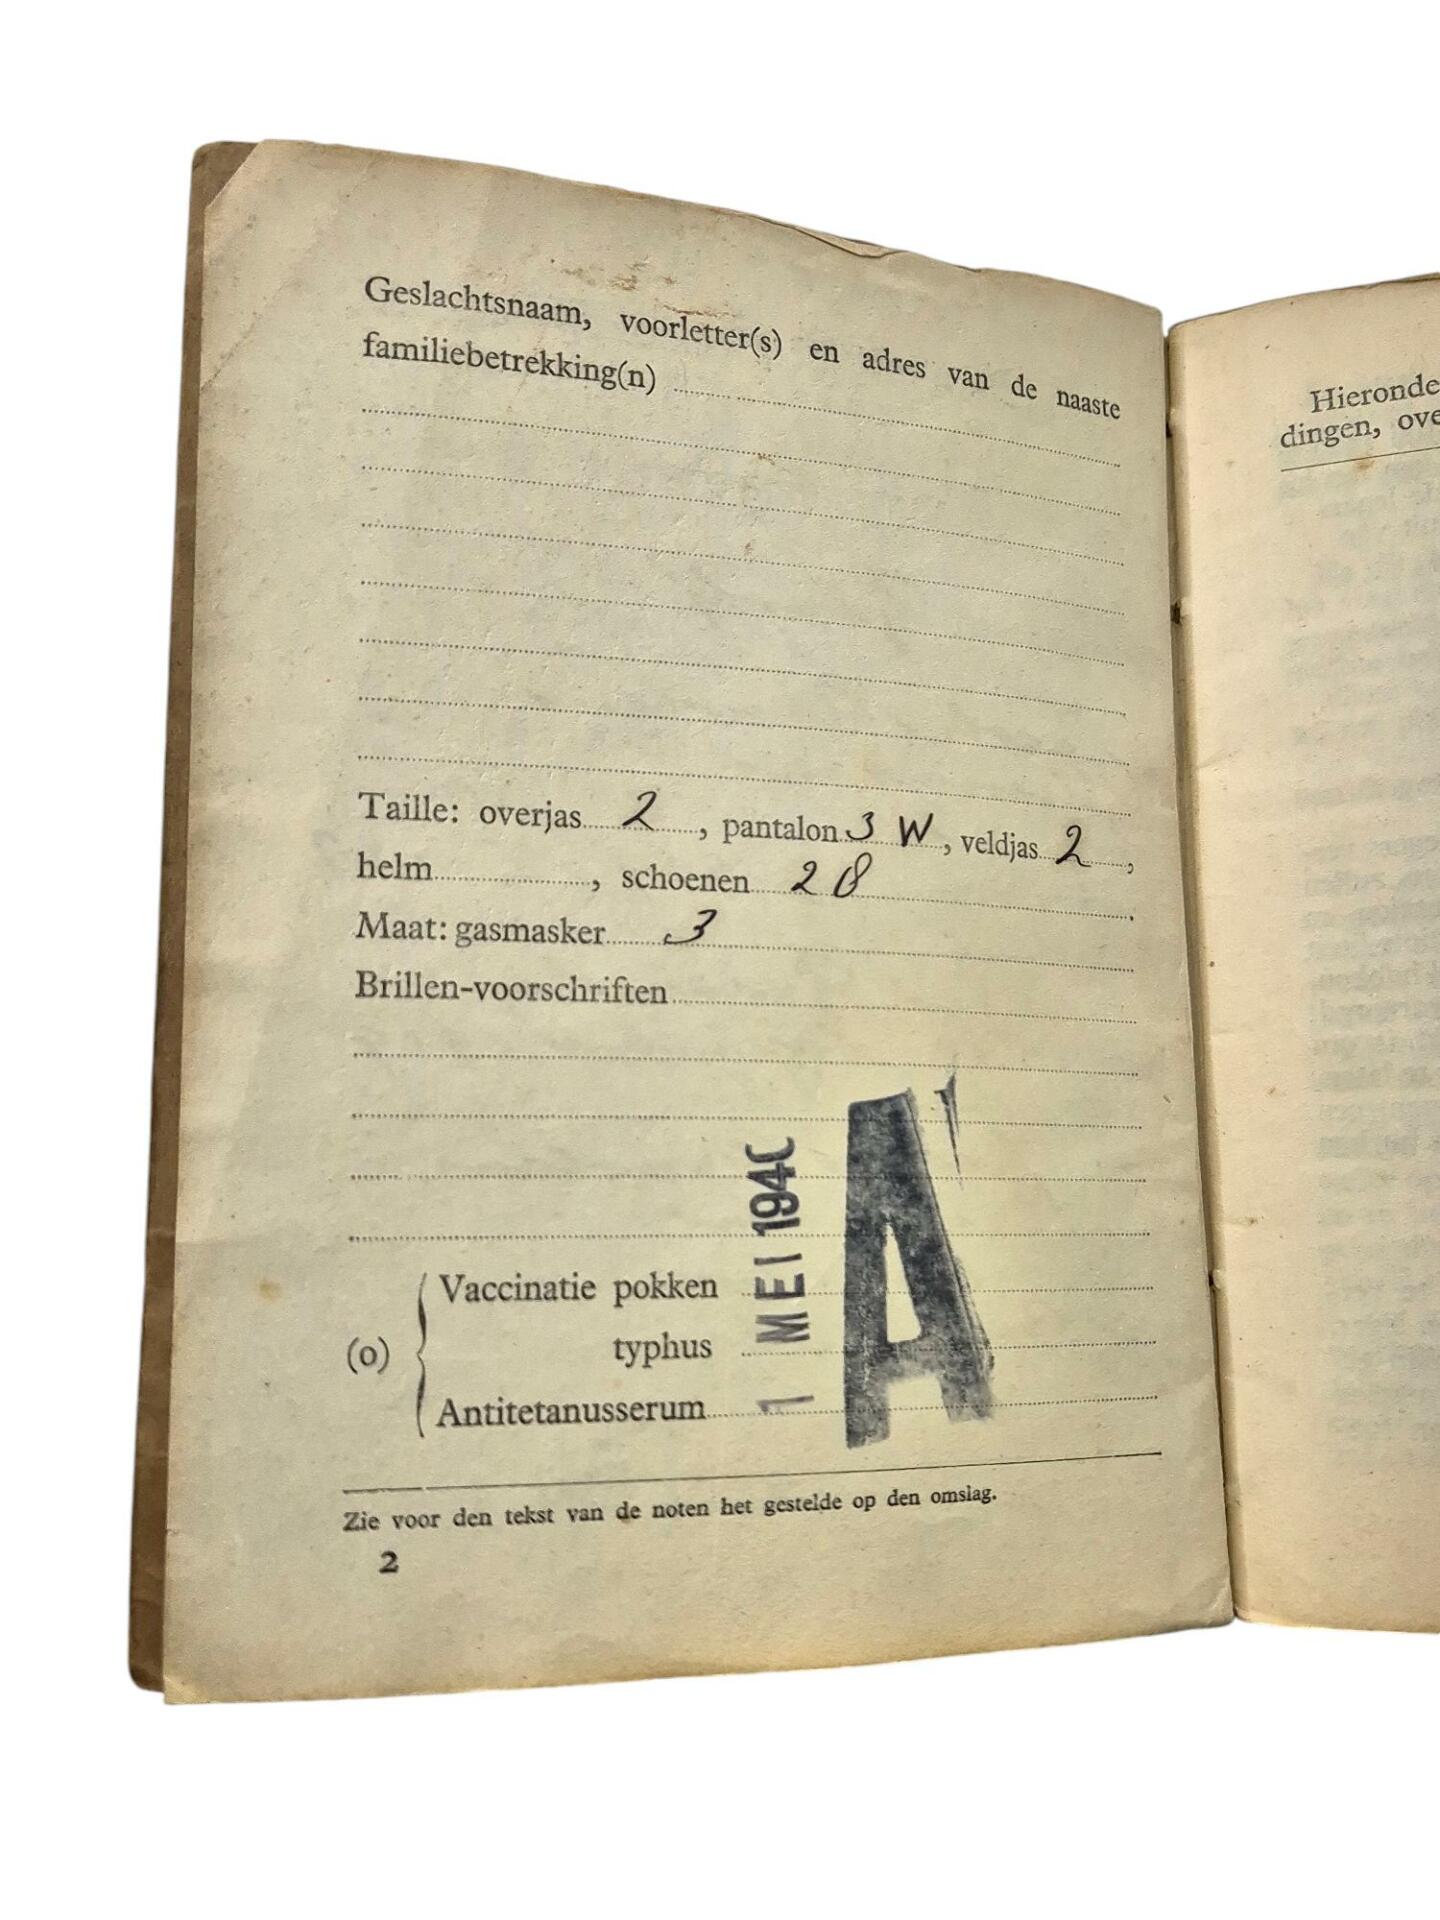 Geslachtsnaam, voorletter(s) en adres van de naaste
familiebetrekking(n)
Taille: overjas 2, pantalon 3 W, veldjas 2,
helm , schoenen 28.
Maat: gasmasker 3
Brillen-voorschriften
(o) Vaccinatie pokken
typhus
Antitetanusserum
1 MEI 1940
A
Zie voor den tekst van de noten het gestelde op den omslag.
2
Hieronde
dingen, ove